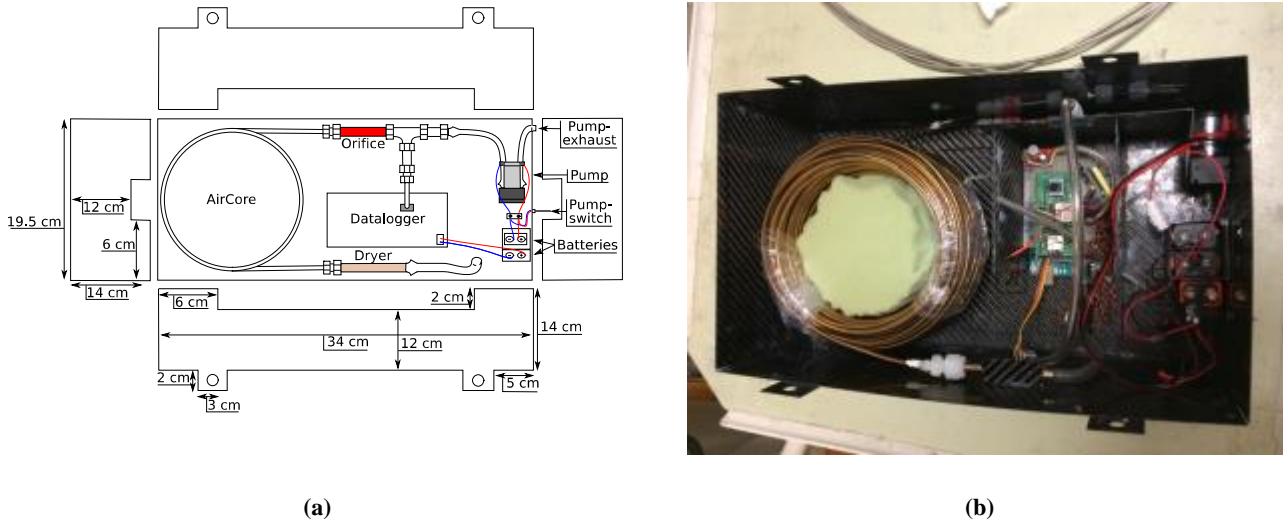 Orifice
Pump-
exhaust
Pump
AirCore
Pump-
switch
Datalogger
Batteries
Dryer
19.5 cm
12 cm
6 cm
14 cm
6 cm
2 cm
14 cm
34 cm
12 cm
2 cm
5 cm
3 cm
(a)
(b)